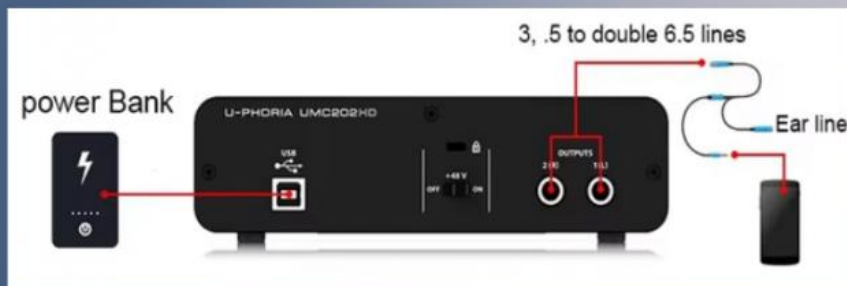 3, .5 to double 6.5 lines
power Bank
U-PHORIA UMC202HD
Ear line
USB
OUTPUTS
2(R) 1(L)
+48 V
OFF ON